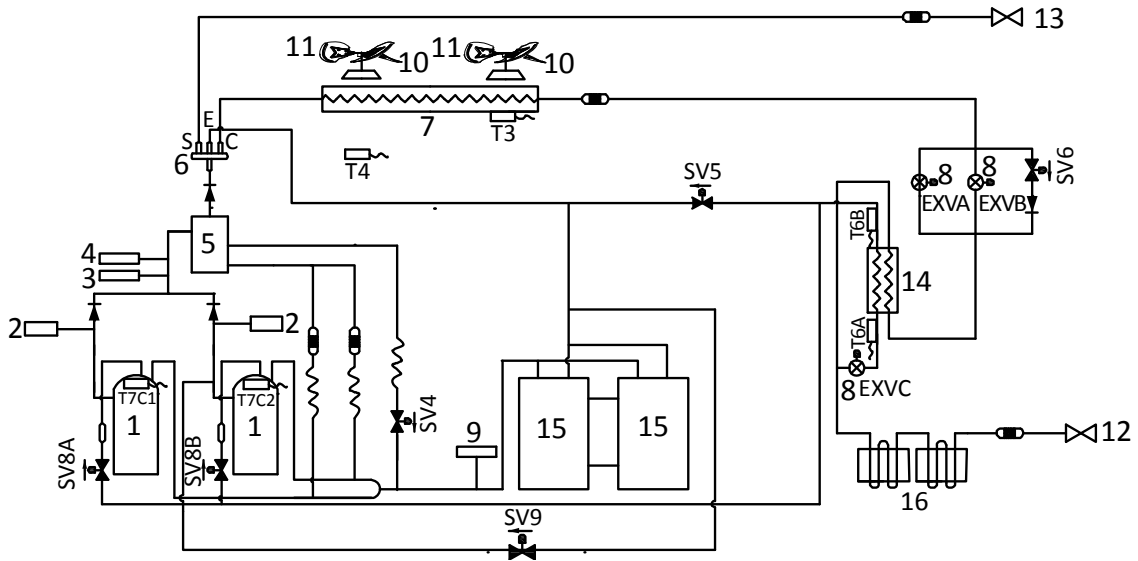 13
11 10 11 10
E
S C
6
7
T3
T4
SV5
8 8
EXVA EXVB
SV6
T6B
5
4
3
14
2 2
T6A
8 EXVC
T7C1 T7C2
1 1
SV4
9
15 15
12
SV8A SV8B
16
SV9